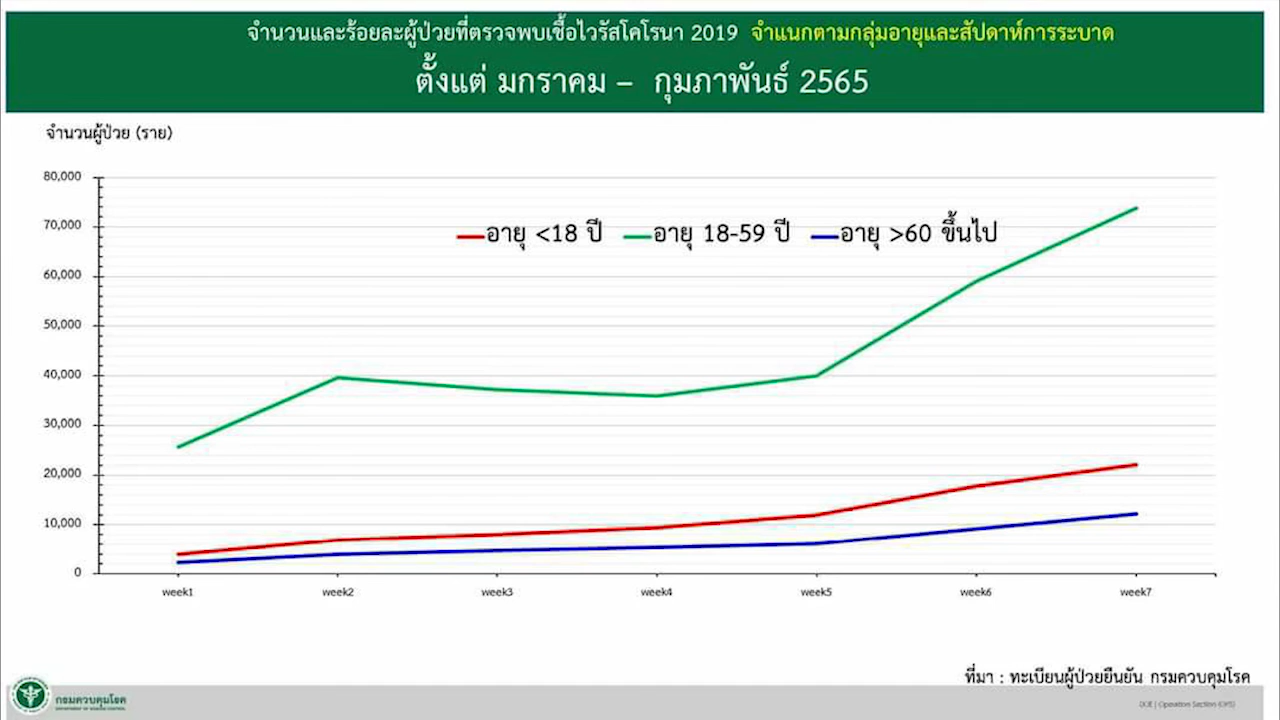 จำนวนและร้อยละผู้ป่วยที่ตรวจพบเชื้อไวรัสโคโรนา 2019 จำแนกตามกลุ่มอายุและสัปดาห์การระบาด
ตั้งแต่ มกราคม – กุมภาพันธ์ 2565
จำนวนผู้ป่วย (ราย)
80,000
70,000
60,000
50,000
40,000
30,000
20,000
10,000
0
อายุ <18 ปี อายุ 18-59 ปี อายุ >60 ขึ้นไป
week1 week2 week3 week4 week5 week6 week7
ที่มา : ทะเบียนผู้ป่วยยืนยัน กรมควบคุมโรค
กรมควบคุมโรค
DEPARTMENT OF DISEASE CONTROL
Operation Section